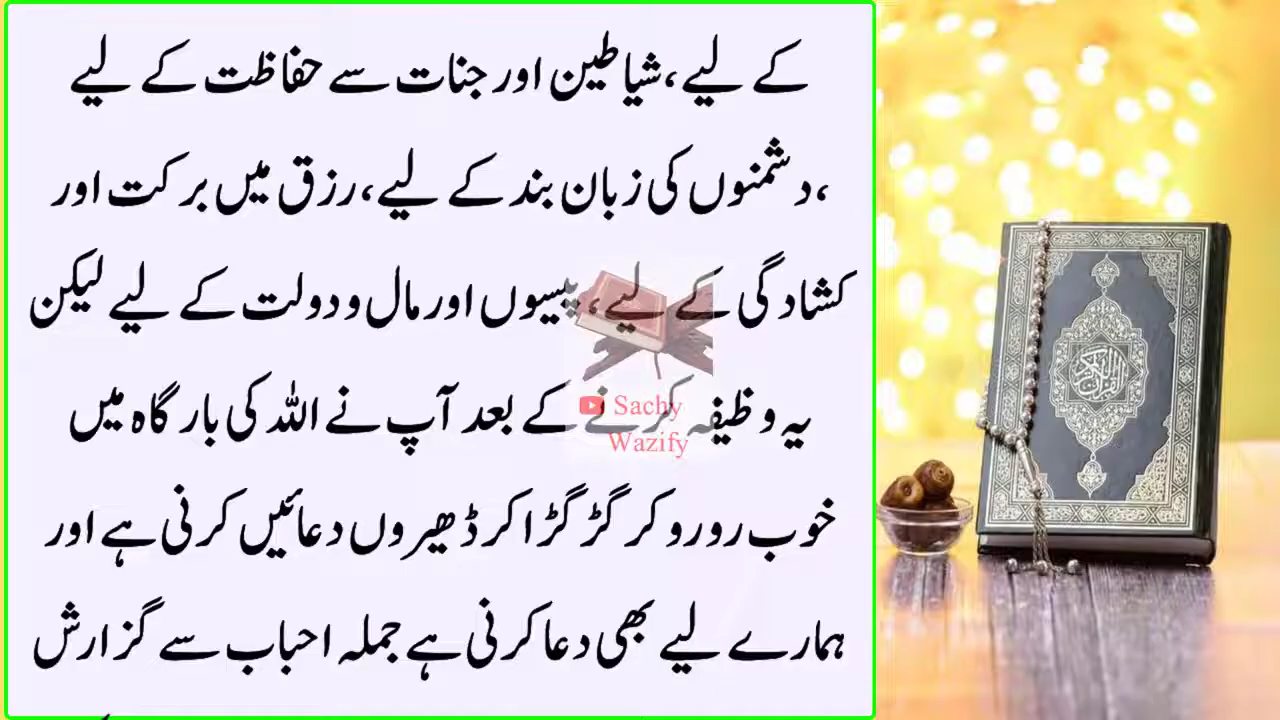 کے لیے ،شیاطین اور جنات سے حفاظت کے لیے
،دشمنوں کی زبان بند کے لیے ،رزق میں برکت اور
کشادگی کے لیے، پیسوں اور مال و دولت کے لیے لیکن
یہ وظیفہ کرنے کے بعد آپ نے اللہ کی بارگاہ میں
خوب رو رو کر گڑگڑا کر ڈھیروں دعائیں کرنی ہے اور
ہمارے لیے بھی دعا کرنی ہے جملہ احباب سے گزارش
Sachy
Wazify
القرآن الكريم